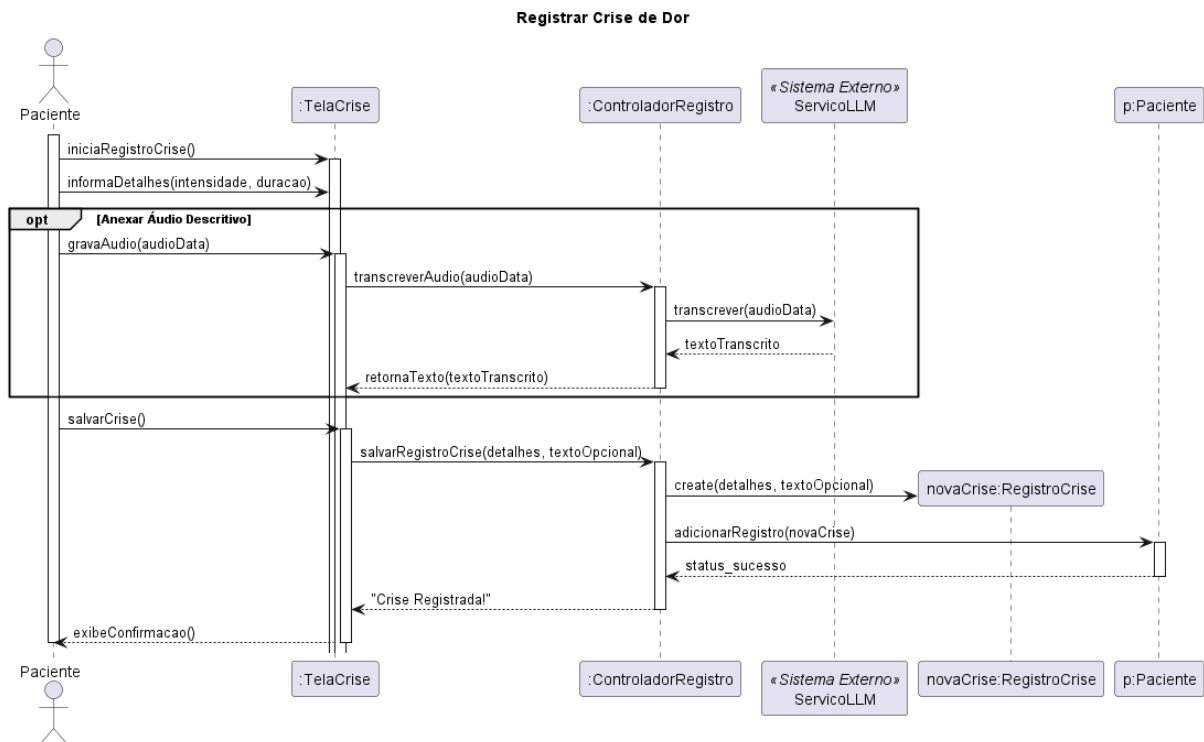 Registrar Crise de Dor
Paciente
:TelaCrise
:ControladorRegistro
«Sistema Externo»
ServicoLLM
p:Paciente
iniciaRegistroCrise()
informaDetalhes(intensidade, duracao)
opt [Anexar Áudio Descritivo]
gravaAudio(audioData)
transcreverAudio(audioData)
transcrever(audioData)
textoTranscrito
retornaTexto(textoTranscrito)
salvarCrise()
salvarRegistroCrise(detalhes, textoOpcional)
create(detalhes, textoOpcional)
novaCrise:RegistroCrise
adicionarRegistro(novaCrise)
status_sucesso
"Crise Registrada!"
exibeConfirmacao()
Paciente
:TelaCrise
:ControladorRegistro
«Sistema Externo»
ServicoLLM
novaCrise:RegistroCrise
p:Paciente